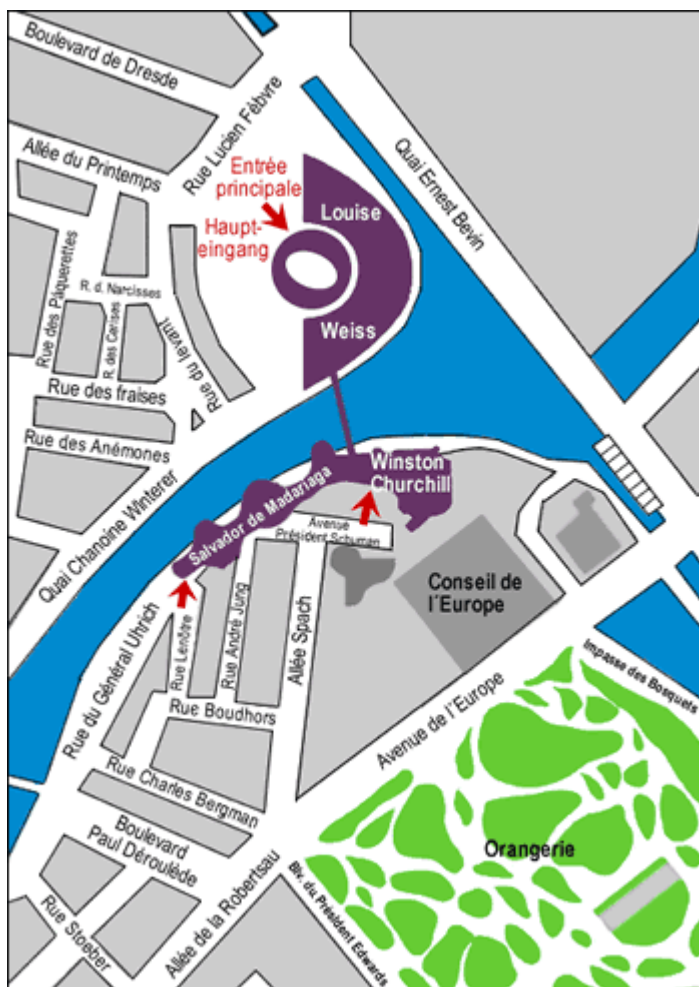 Boulevard de Dresde
Rue Lucien Fèbvre
Allée du Printemps
Quai Ernest Bevin
Entrée
principale
Haupt-
eingang
Louise
Weiss
R. d. Narcisses
Rue des Pâquerettes
R. des Cerises
Rue du levant
Rue des fraises
Rue des Anémones
Quai Chanoine Winterer
Winston
Churchill
Salvador de Madariaga
Avenue
Président Schuman
Conseil de
l´Europe
Rue du Général Uhrich
Rue Lenôtre
Rue André Jung
Allée Spach
Rue Boudhors
Avenue de l´Europe
Impasse des Bosquets
Rue Charles Bergman
Boulevard
Paul Déroulède
Orangerie
Allée de la Robertsau
Blv. du Président Edwards
Rue Stoeber